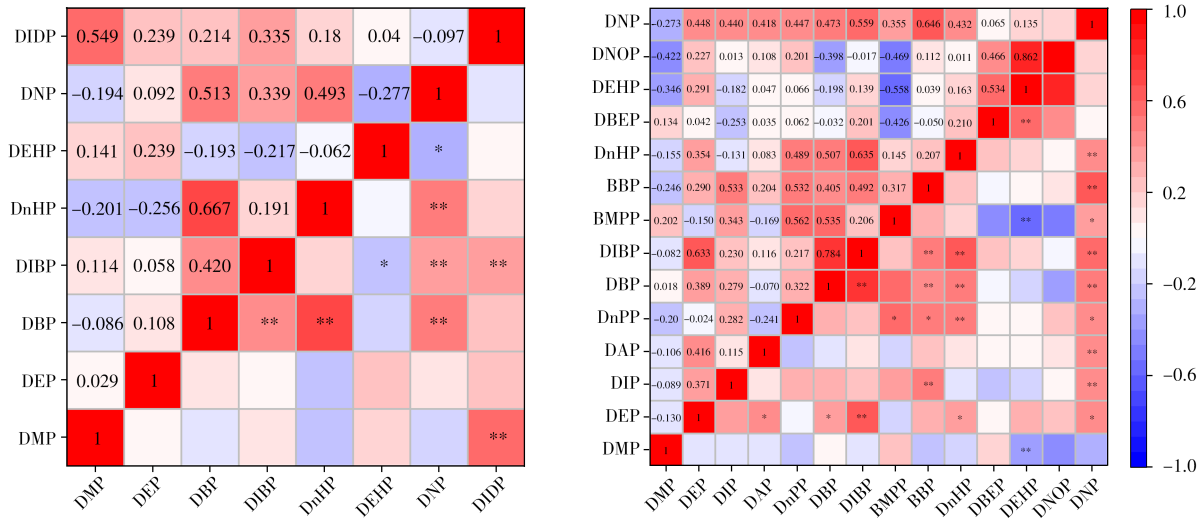 DIDP 0.549 0.239 0.214 0.335 0.18 0.04 −0.097 1
DNP −0.194 0.092 0.513 0.339 0.493 −0.277 1
DEHP 0.141 0.239 −0.193 −0.217 −0.062 1 *
DnHP −0.201 −0.256 0.667 0.191 1 **
DIBP 0.114 0.058 0.420 1 * ** **
DBP −0.086 0.108 1 ** ** **
DEP 0.029 1
DMP 1 **
DMP DEP DBP DIBP DnHP DEHP DNP DIDP
DNP −0.273 0.448 0.440 0.418 0.447 0.473 0.559 0.355 0.646 0.432 0.065 0.135 1
DNOP −0.422 0.227 0.013 0.108 0.201 −0.398 −0.017 −0.469 0.112 0.011 0.466 0.862
DEHP −0.346 0.291 −0.182 0.047 0.066 −0.198 0.139 −0.558 0.039 0.163 0.534 1
DBEP 0.134 0.042 −0.253 0.035 0.062 −0.032 0.201 −0.426 −0.050 0.210 1 **
DnHP −0.155 0.354 −0.131 0.083 0.489 0.507 0.635 0.145 0.207 1 **
BBP −0.246 0.290 0.533 0.204 0.532 0.405 0.492 0.317 1 **
BMPP 0.202 −0.150 0.343 −0.169 0.562 0.535 0.206 1 ** *
DIBP −0.082 0.633 0.230 0.116 0.217 0.784 1 ** ** **
DBP 0.018 0.389 0.279 −0.070 0.322 1 ** ** ** **
DnPP −0.20 −0.024 0.282 −0.241 1 * * ** *
DAP −0.106 0.416 0.115 1 **
DIP −0.089 0.371 1 ** **
DEP −0.130 1 * * ** * *
DMP 1 **
DMP DEP DIP DAP DnPP DBP DIBP BMPP BBP DnHP DBEP DEHP DNOP DNP
1.0
0.6
0.2
−0.2
−0.6
−1.0